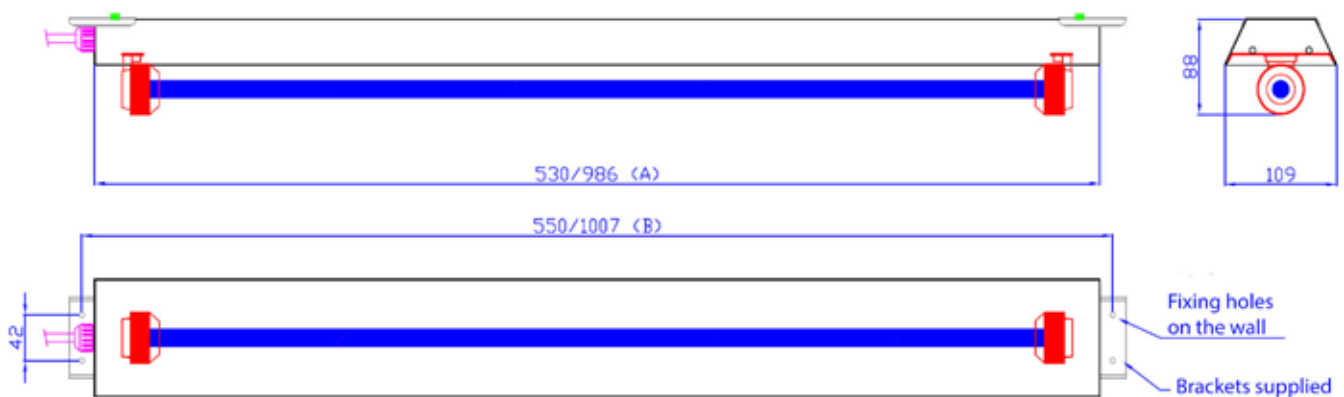 88
530/986 (A)
109
550/1007 (B)
42
Fixing holes
on the wall
Brackets supplied